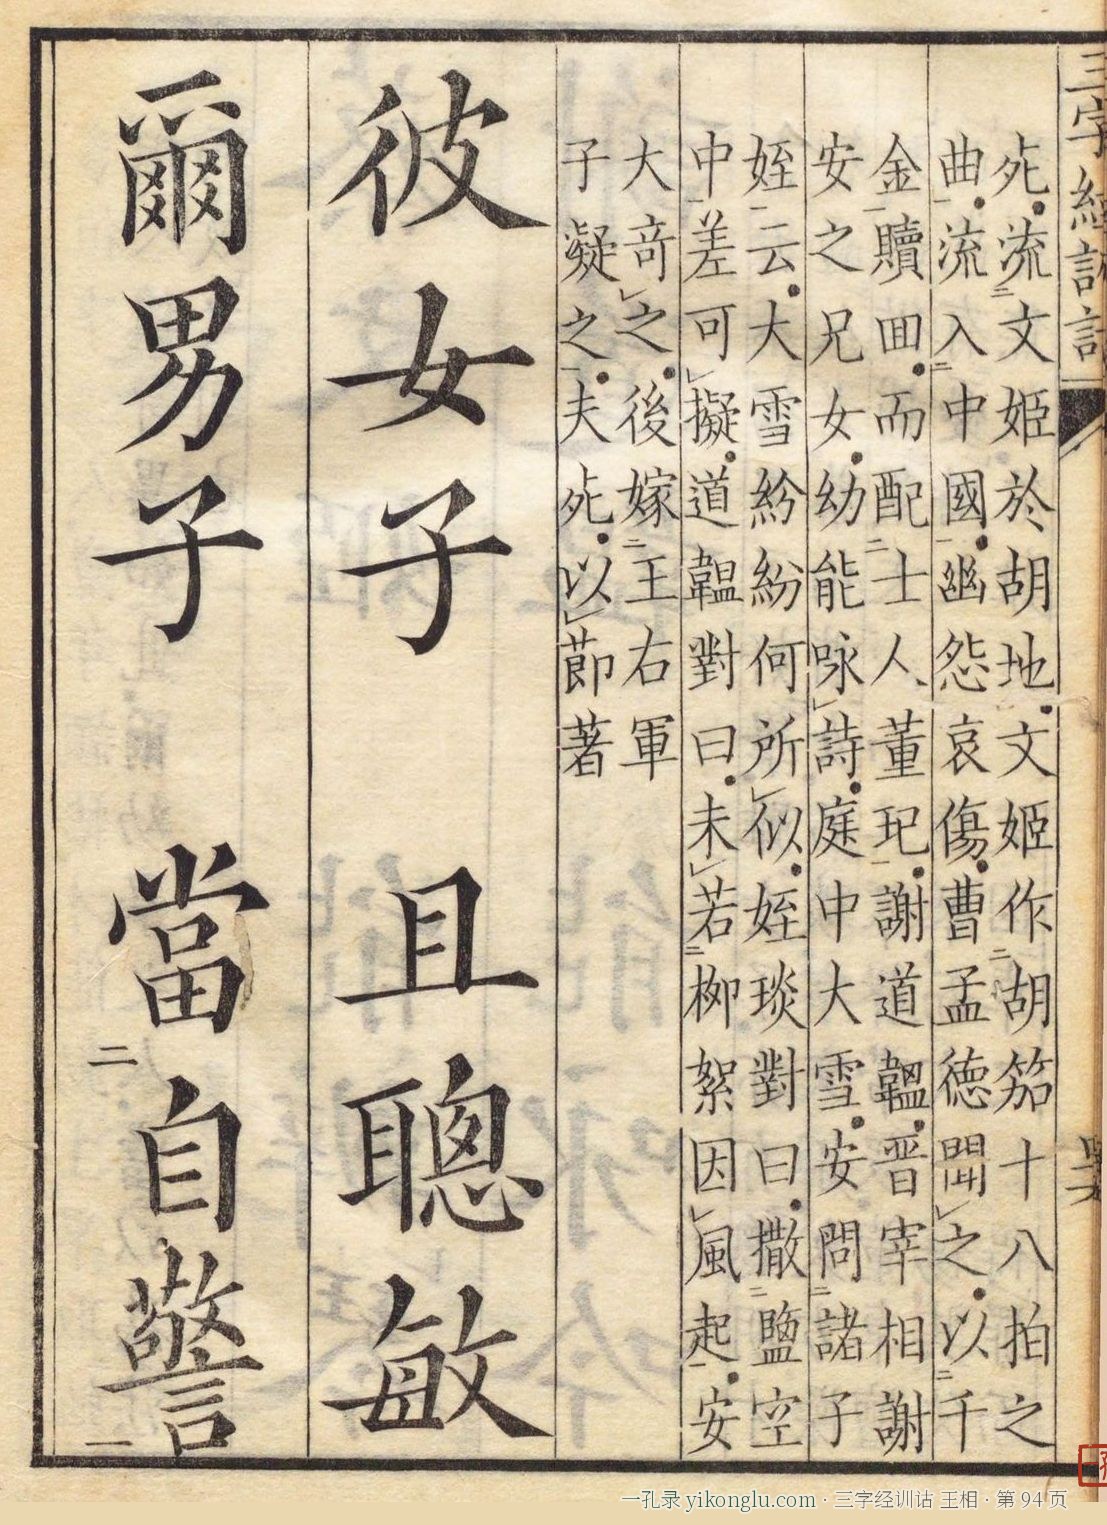 三字經訓詁
死流文姬於胡地文姬作胡笳十八拍之
曲流入中國幽怨哀傷曹孟德聞之以千
金贖囬而配士人董玘謝道韞晋宰相謝
安之兄女幼能咏詩庭中大雪安問諸子
姪云大雪紛紛何所似姪琰對曰撒鹽空
中差可擬道韞對曰未若柳絮因風起安
大竒之後嫁王右軍
子凝之夫死以莭著
彼女子 且聰敏
爾男子 當自警
一孔录 yikonglu.com · 三字经训诂 王相 · 第 94 页